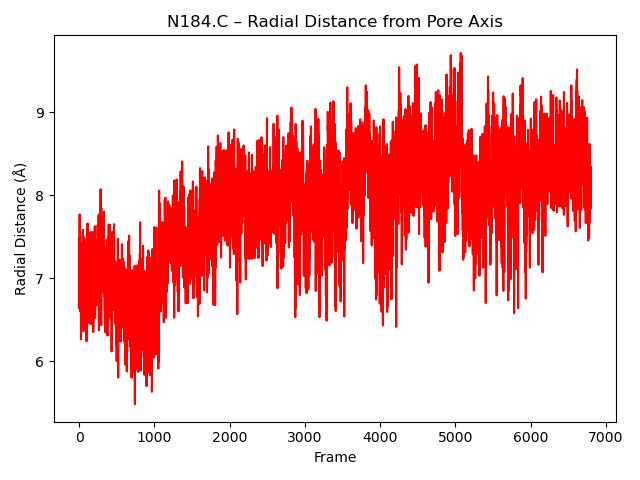 N184.C – Radial Distance from Pore Axis
Radial Distance (Å)
9
8
7
6
0 1000 2000 3000 4000 5000 6000 7000
Frame